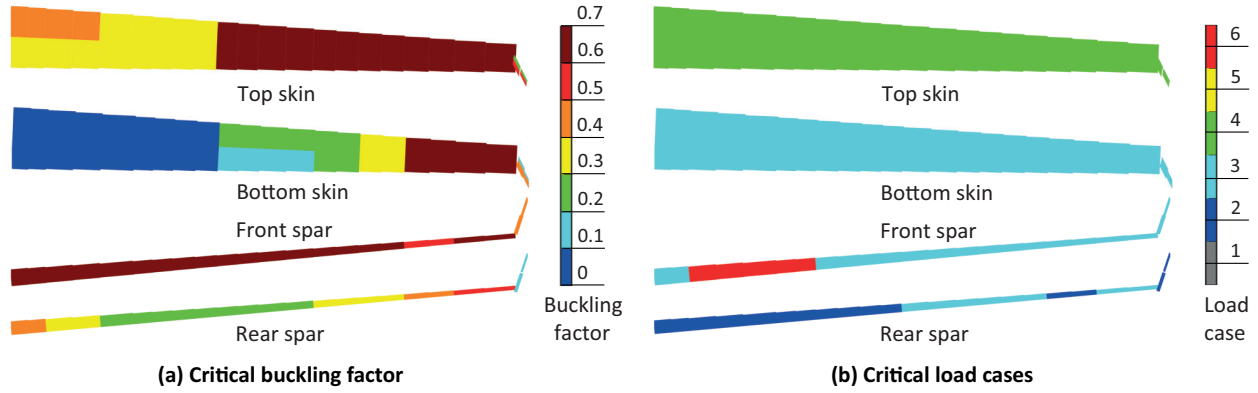 0.7
0.6
0.5
0.4
0.3
0.2
0.1
0
Buckling
factor
Top skin
Bottom skin
Front spar
Rear spar
(a) Critical buckling factor
6
5
4
3
2
1
Load
case
Top skin
Bottom skin
Front spar
Rear spar
(b) Critical load cases